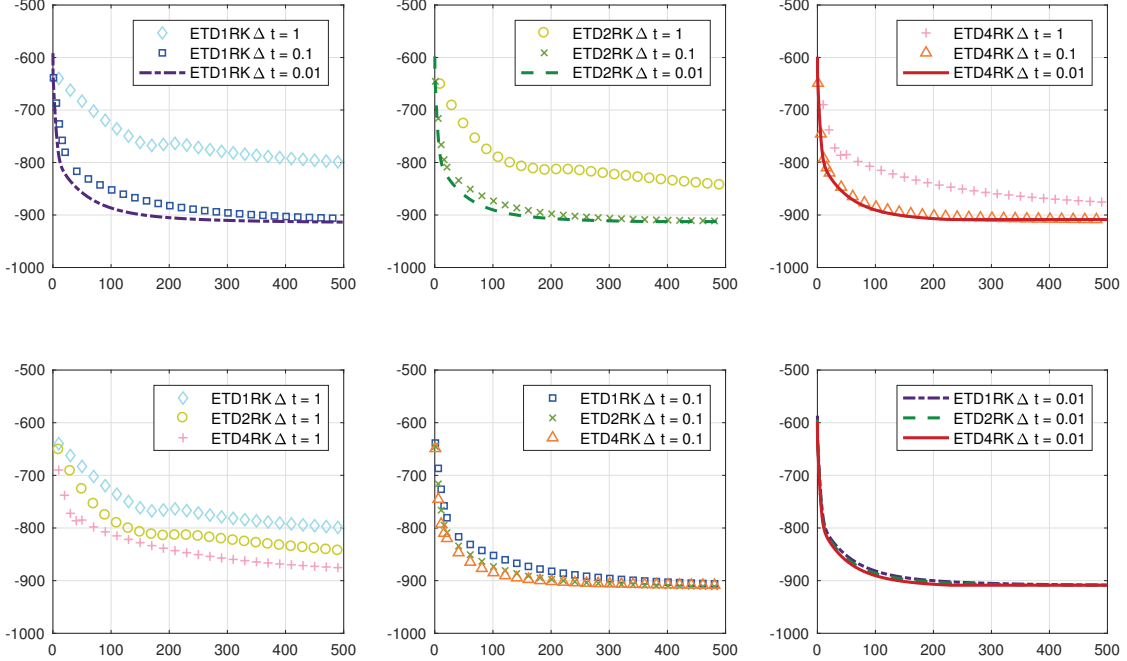 -500
-600
-700
-800
-900
-1000
0 100 200 300 400 500
ETD1RK Δ t = 1
ETD1RK Δ t = 0.1
ETD1RK Δ t = 0.01
-500
-600
-700
-800
-900
-1000
0 100 200 300 400 500
ETD2RK Δ t = 1
ETD2RK Δ t = 0.1
ETD2RK Δ t = 0.01
-500
-600
-700
-800
-900
-1000
0 100 200 300 400 500
ETD4RK Δ t = 1
ETD4RK Δ t = 0.1
ETD4RK Δ t = 0.01
-500
-600
-700
-800
-900
-1000
0 100 200 300 400 500
ETD1RK Δ t = 1
ETD2RK Δ t = 1
ETD4RK Δ t = 1
-500
-600
-700
-800
-900
-1000
0 100 200 300 400 500
ETD1RK Δ t = 0.1
ETD2RK Δ t = 0.1
ETD4RK Δ t = 0.1
-500
-600
-700
-800
-900
-1000
0 100 200 300 400 500
ETD1RK Δ t = 0.01
ETD2RK Δ t = 0.01
ETD4RK Δ t = 0.01